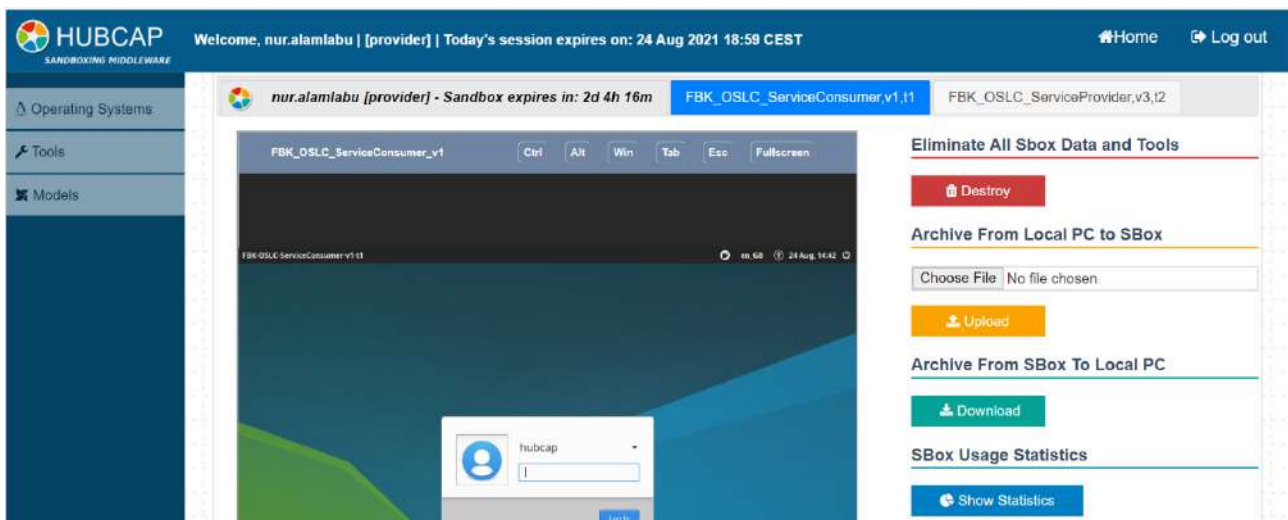 HUBCAP
SANDBOXING MIDDLEWARE
Welcome, nur.alamlabu | [provider] | Today's session expires on: 24 Aug 2021 18:59 CEST
Home
Log out
Operating Systems
Tools
Models
nur.alamlabu [provider] - Sandbox expires in: 2d 4h 16m
FBK_OSLC_ServiceConsumer,v1,t1
FBK_OSLC_ServiceProvider,v3,t2
FBK_OSLC_ServiceConsumer_v1
Ctrl
Alt
Win
Tab
Esc
Fullscreen
FBK-OSLC-ServiceConsumer-v1-t1
en_GB
24 Aug, 14:42
hubcap
Log In
Eliminate All Sbox Data and Tools
Destroy
Archive From Local PC to SBox
Choose File No file chosen
Upload
Archive From SBox To Local PC
Download
SBox Usage Statistics
Show Statistics